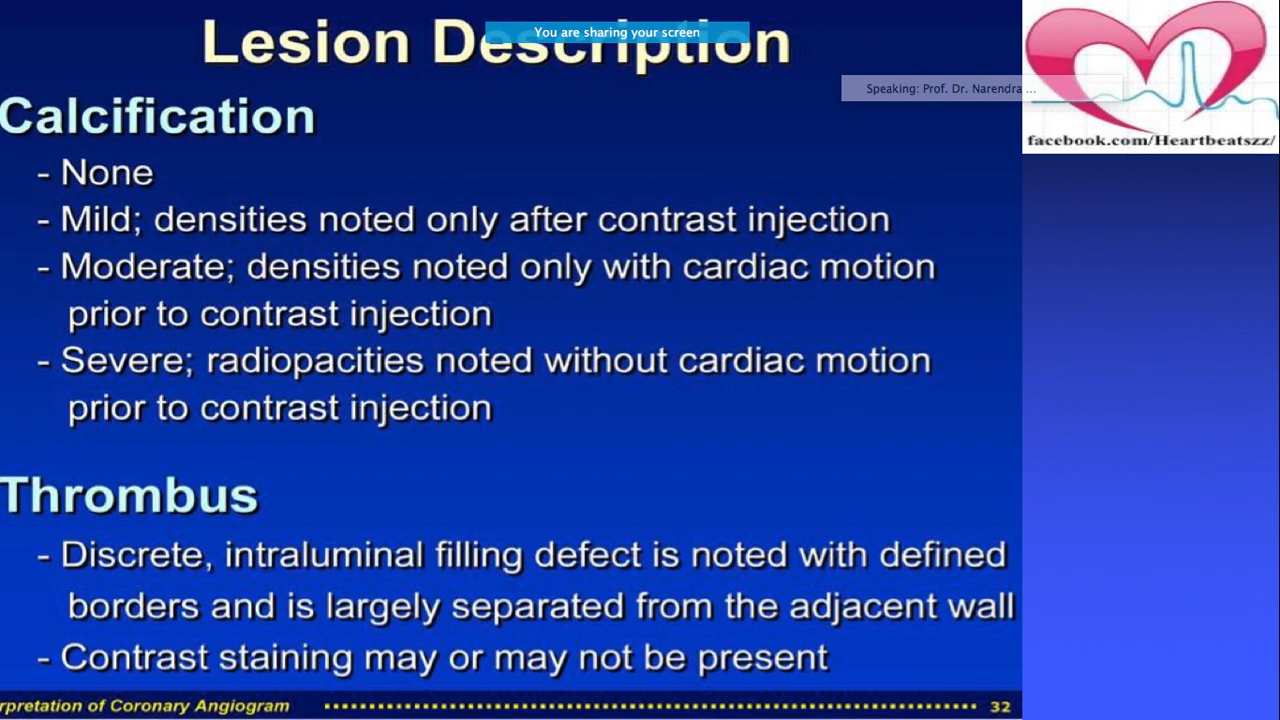 You are sharing your screen
Lesion Description
Speaking: Prof. Dr. Narendra ...
facebook.com/Heartbeatszz/
Calcification
- None
- Mild; densities noted only after contrast injection
- Moderate; densities noted only with cardiac motion
prior to contrast injection
- Severe; radiopacities noted without cardiac motion
prior to contrast injection
Thrombus
- Discrete, intraluminal filling defect is noted with defined
borders and is largely separated from the adjacent wall
- Contrast staining may or may not be present
rpretation of Coronary Angiogram
32